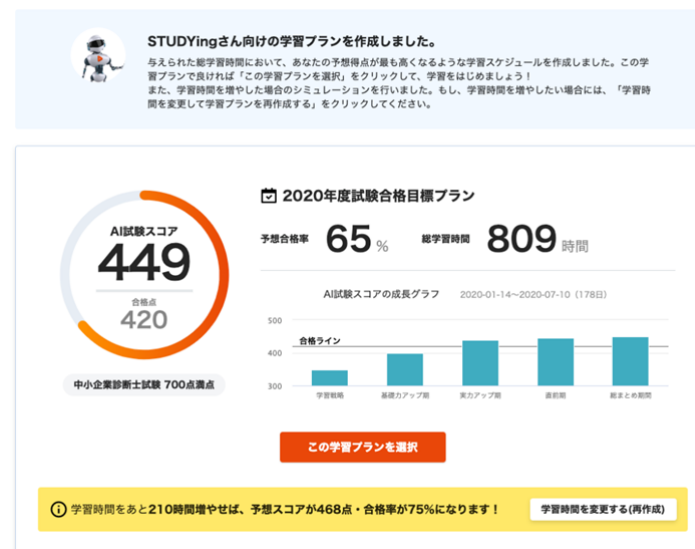 STUDYingさん向けの学習プランを作成しました。
与えられた総学習時間において、あなたの予想得点が最も高くなるような学習スケジュールを作成しました。この学
習プランで良ければ「この学習プランを選択」をクリックして、学習をはじめましょう！
また、学習時間を増やした場合のシミュレーションを行いました。もし、学習時間を増やしたい場合には、「学習時
間を変更して学習プランを再作成する」をクリックしてください。
AI試験スコア
449
合格点
420
中小企業診断士試験 700点満点
2020年度試験合格目標プラン
予想合格率 65 % 総学習時間 809 時間
AI試験スコアの成長グラフ 2020-01-14〜2020-07-10（178日）
500
合格ライン
400
300
学習戦略 基礎力アップ期 実力アップ期 直前期 総まとめ期間
この学習プランを選択
学習時間をあと210時間増やせば、予想スコアが468点・合格率が75%になります！
学習時間を変更する(再作成)